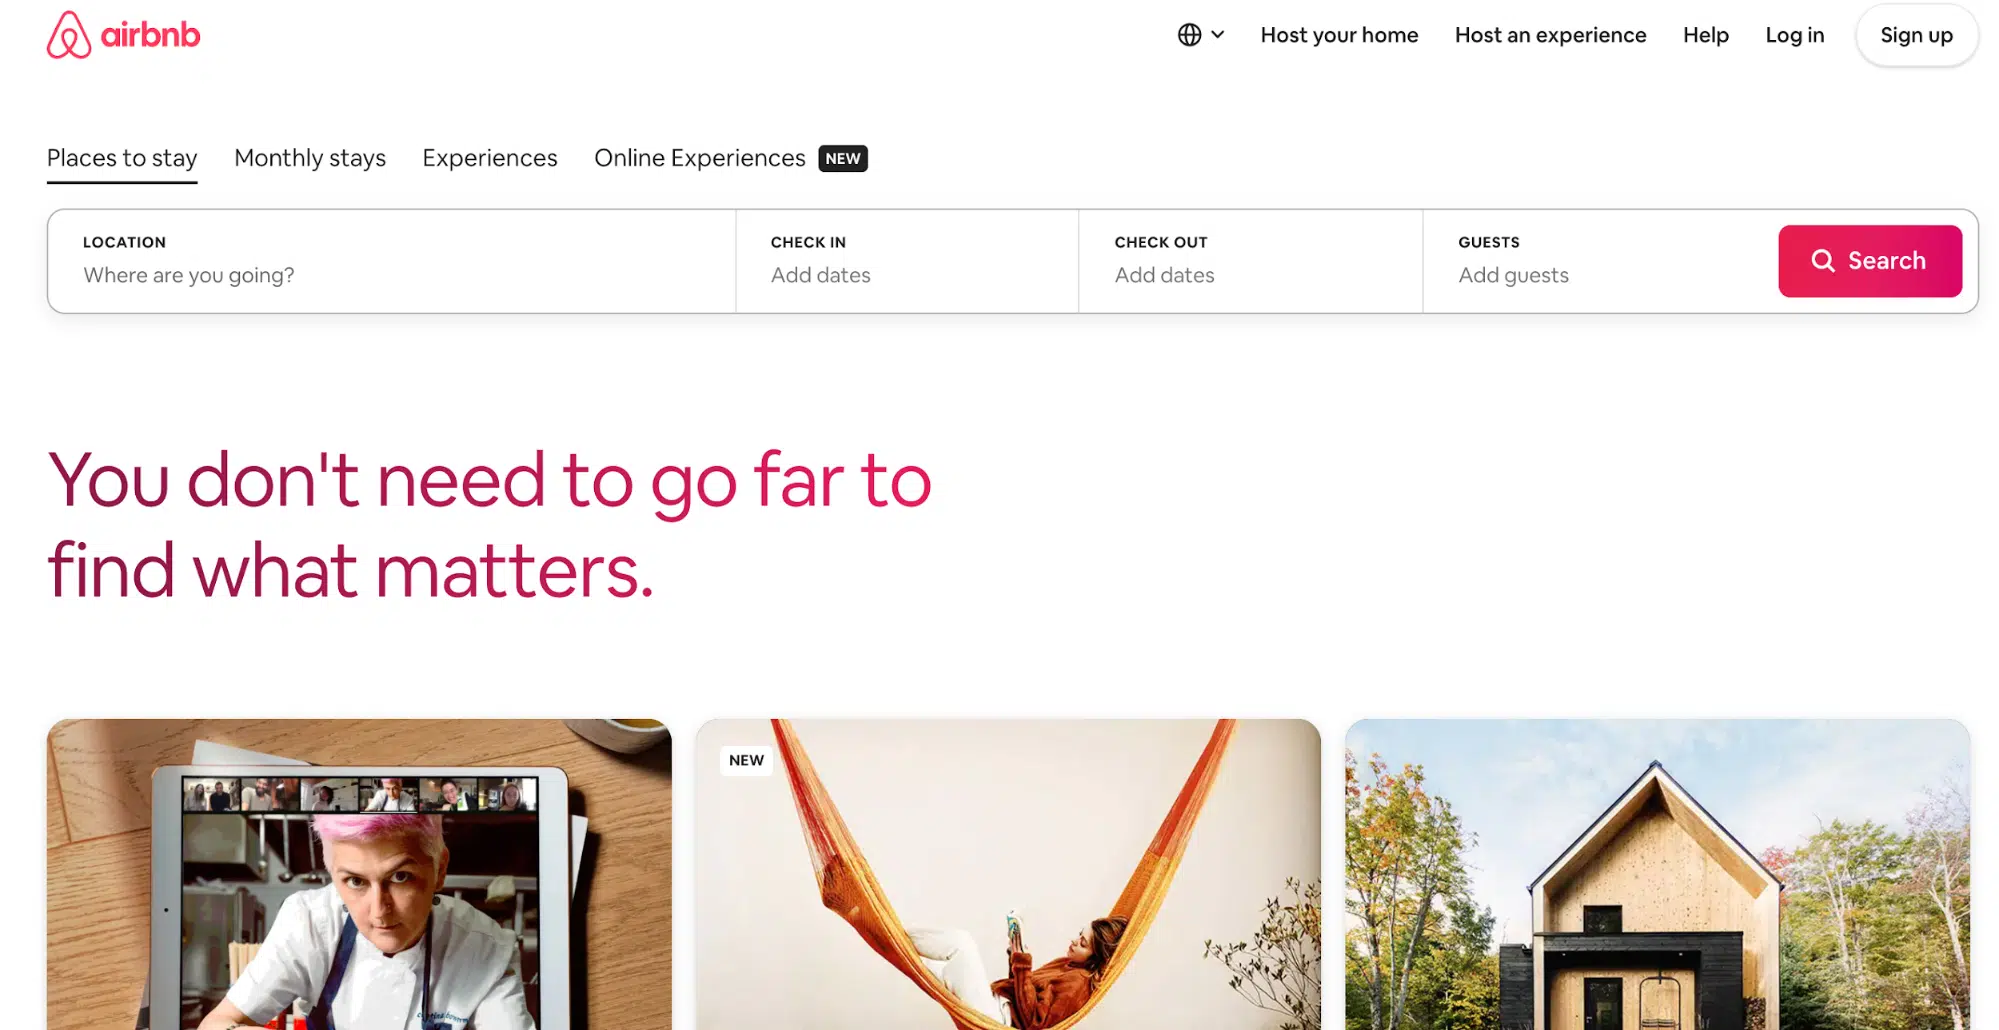 airbnb
Host your home
Host an experience
Help
Log in
Sign up
Places to stay
Monthly stays
Experiences
Online Experiences NEW
LOCATION
Where are you going?
CHECK IN
Add dates
CHECK OUT
Add dates
GUESTS
Add guests
Search
You don't need to go far to
find what matters.
NEW